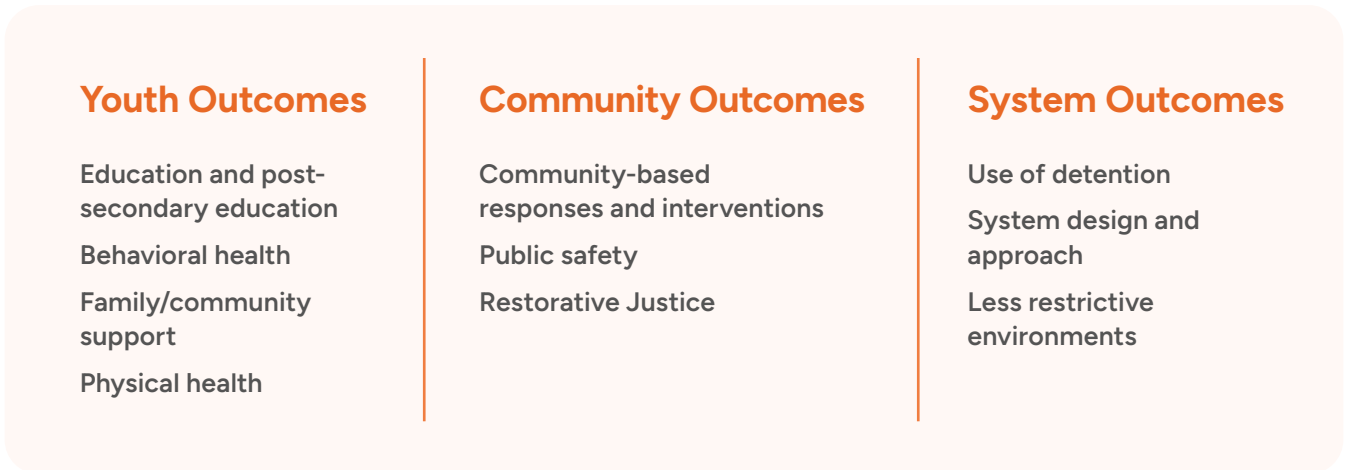 Youth Outcomes
Education and post-
secondary education
Behavioral health
Family/community
support
Physical health
Community Outcomes
Community-based
responses and interventions
Public safety
Restorative Justice
System Outcomes
Use of detention
System design and
approach
Less restrictive
environments